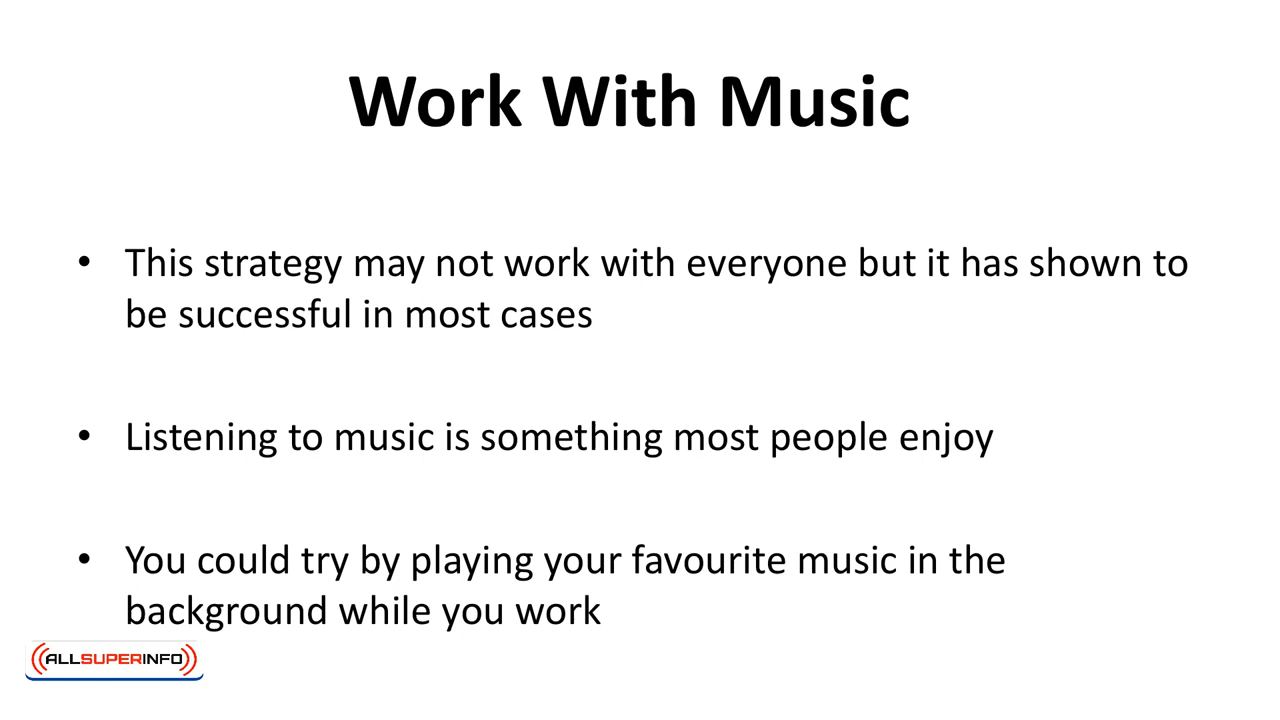 Work With Music
• This strategy may not work with everyone but it has shown to
be successful in most cases
• Listening to music is something most people enjoy
• You could try by playing your favourite music in the
background while you work
ALLSUPERINFO